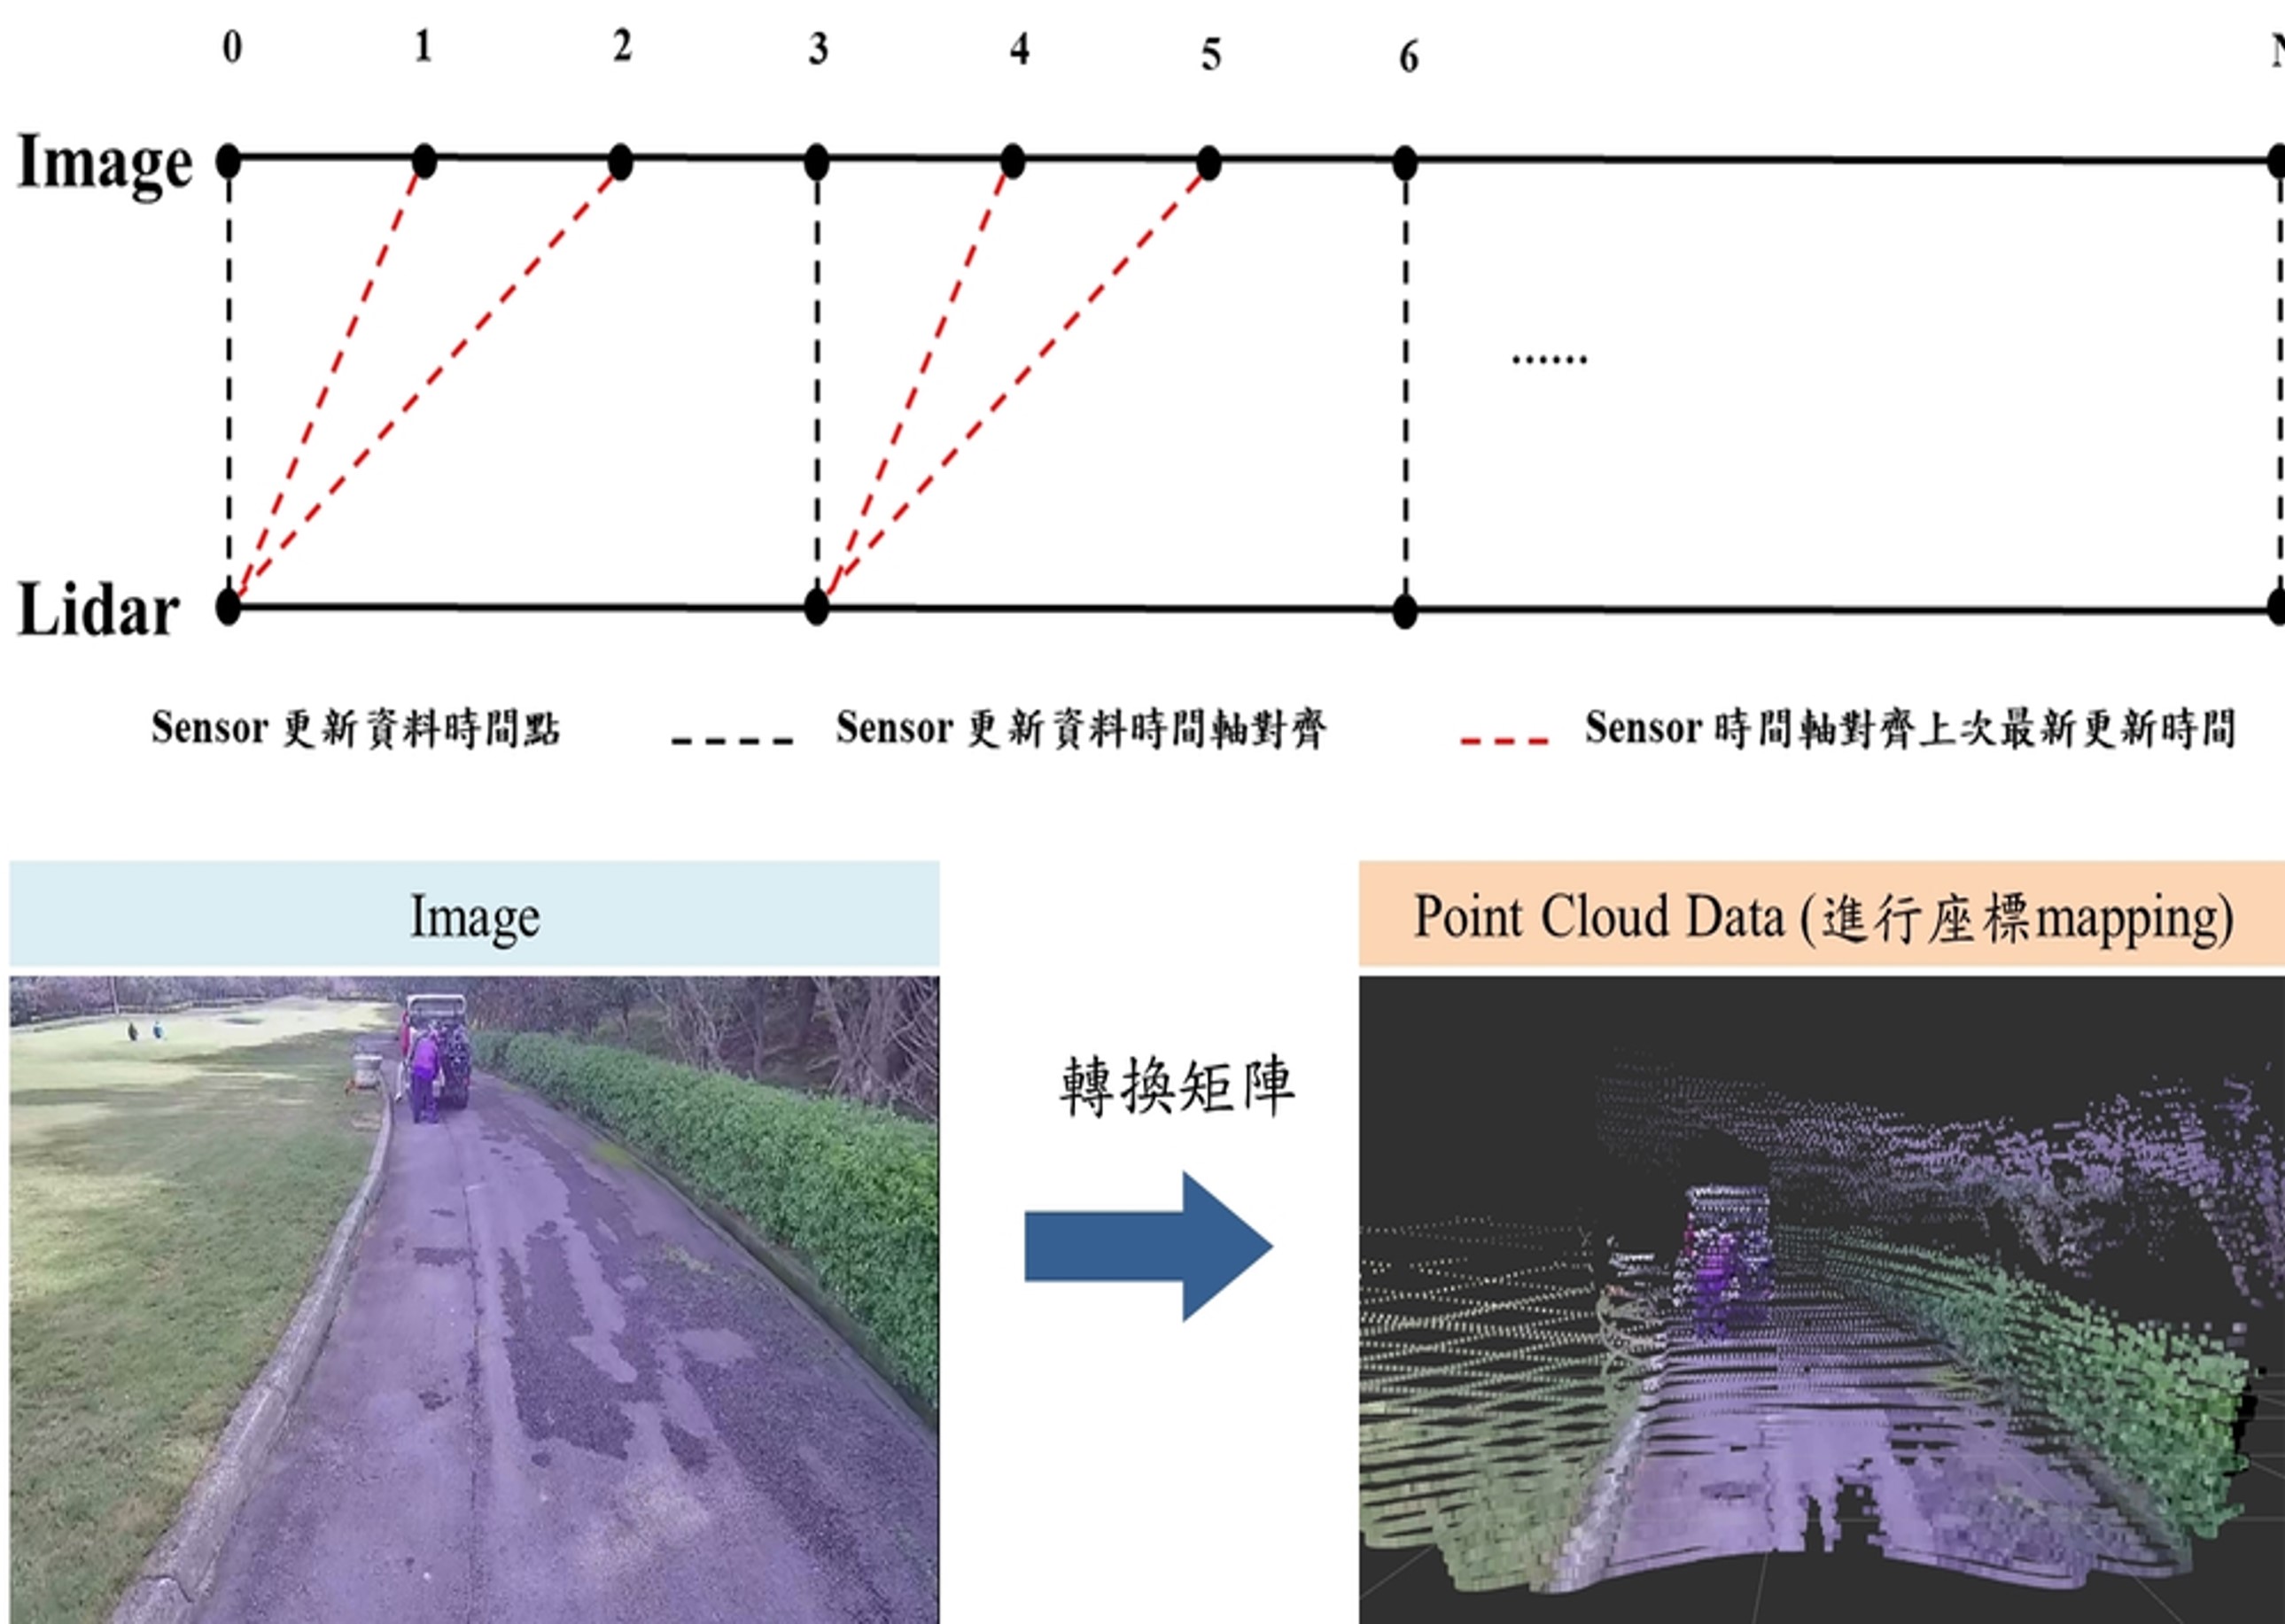 0 1 2 3 4 5 6 N
Image
......
Lidar
Sensor 更新資料時間點 Sensor 更新資料時間軸對齊 Sensor 時間軸對齊上次最新更新時間
Image
Point Cloud Data (進行座標mapping)
轉換矩陣